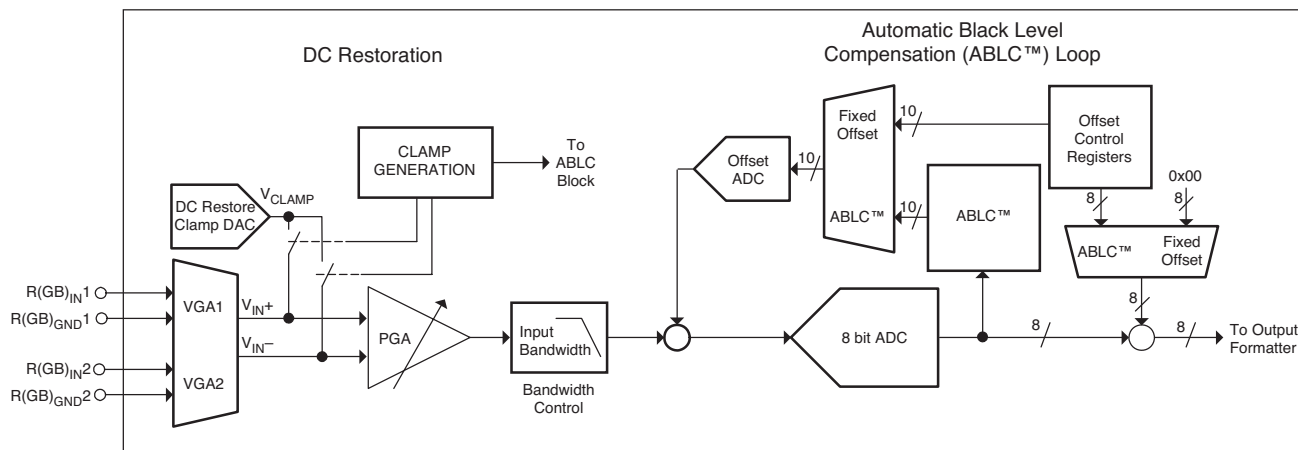 DC Restoration
Automatic Black Level
Compensation (ABLC™) Loop
CLAMP
GENERATION
To
ABLC
Block
DC Restore
Clamp DAC
VCLAMP
Offset
ADC
10
Fixed
Offset
ABLC™
10
10
ABLC™
Offset
Control
Registers
8
0x00
8
ABLC™
Fixed
Offset
8
R(GB)IN1
R(GB)GND1
R(GB)IN2
R(GB)GND2
VGA1
VGA2
VIN+
VIN–
PGA
Input
Bandwidth
Bandwidth
Control
8 bit ADC
8
8
To Output
Formatter